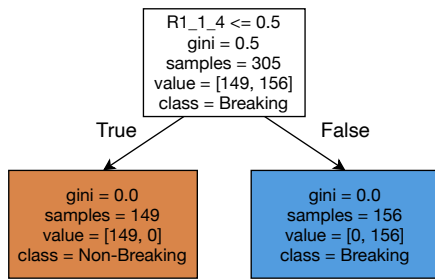 R1_1_4 <= 0.5
gini = 0.5
samples = 305
value = [149, 156]
class = Breaking
True
False
gini = 0.0
samples = 149
value = [149, 0]
class = Non-Breaking
gini = 0.0
samples = 156
value = [0, 156]
class = Breaking